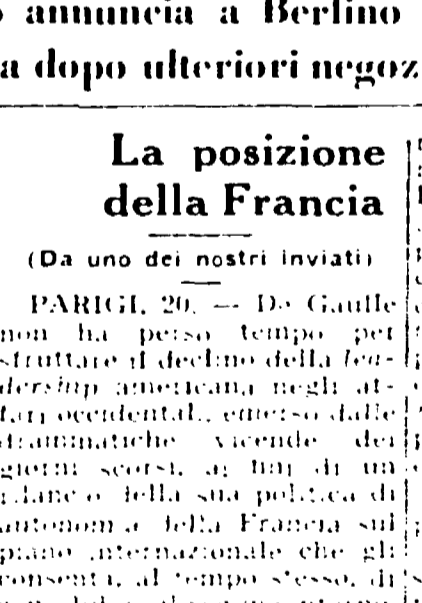 annuncia a Berlino
a dopo ulteriori negoz
La posizione
della Francia
(Da uno dei nostri inviati)
PARIGI, 20. — De Gaulle
non ha perso tempo per
sfruttare il declino della lea-
dership americana negli af-
fari occidentali, emerso dalle
drammatiche vicende dei
giorni scorsi, ai fini di un
rilancio della sua politica di
autonomia della Francia sul
piano internazionale che gli
consenta, al tempo stesso, di